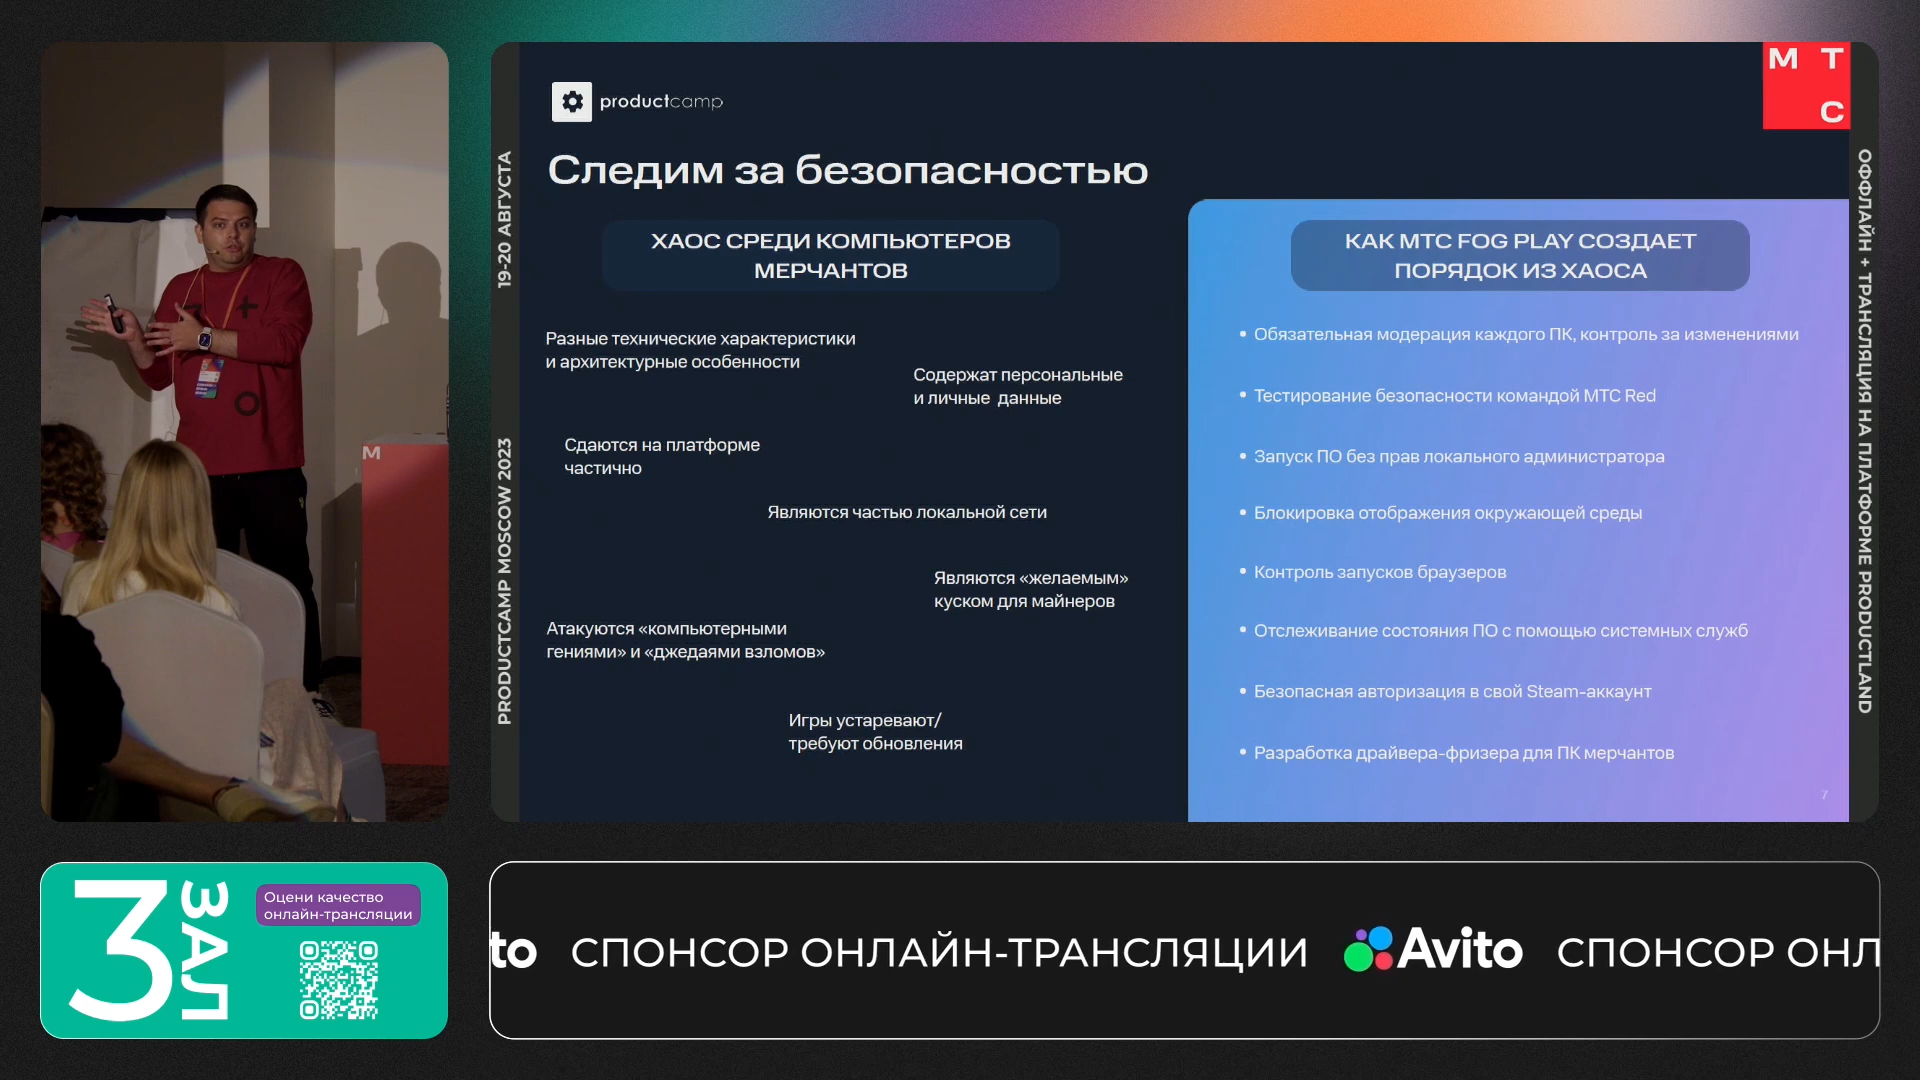 productcamp
М Т
С
Следим за безопасностью
ХАОС СРЕДИ КОМПЬЮТЕРОВ
МЕРЧАНТОВ
Разные технические характеристики
и архитектурные особенности
Содержат персональные
и личные данные
Сдаются на платформе
частично
Являются частью локальной сети
Являются «желаемым»
куском для майнеров
Атакуются «компьютерными
гениями» и «джедаями взломов»
Игры устаревают/
требуют обновления
КАК МТС FOG PLAY СОЗДАЕТ
ПОРЯДОК ИЗ ХАОСА
• Обязательная модерация каждого ПК, контроль за изменениями
• Тестирование безопасности командой МТС Red
• Запуск ПО без прав локального администратора
• Блокировка отображения окружающей среды
• Контроль запусков браузеров
• Отслеживание состояния ПО с помощью системных служб
• Безопасная авторизация в свой Steam-аккаунт
• Разработка драйвера-фризера для ПК мерчантов
7
PRODUCTCAMP MOSCOW 2023
19-20 АВГУСТА
ОФФЛАЙН + ТРАНСЛЯЦИЯ НА ПЛАТФОРМЕ PRODUCTLAND
М
3 ЗАЛ
Оцени качество
онлайн-трансляции
to СПОНСОР ОНЛАЙН-ТРАНСЛЯЦИИ Avito СПОНСОР ОНЛ